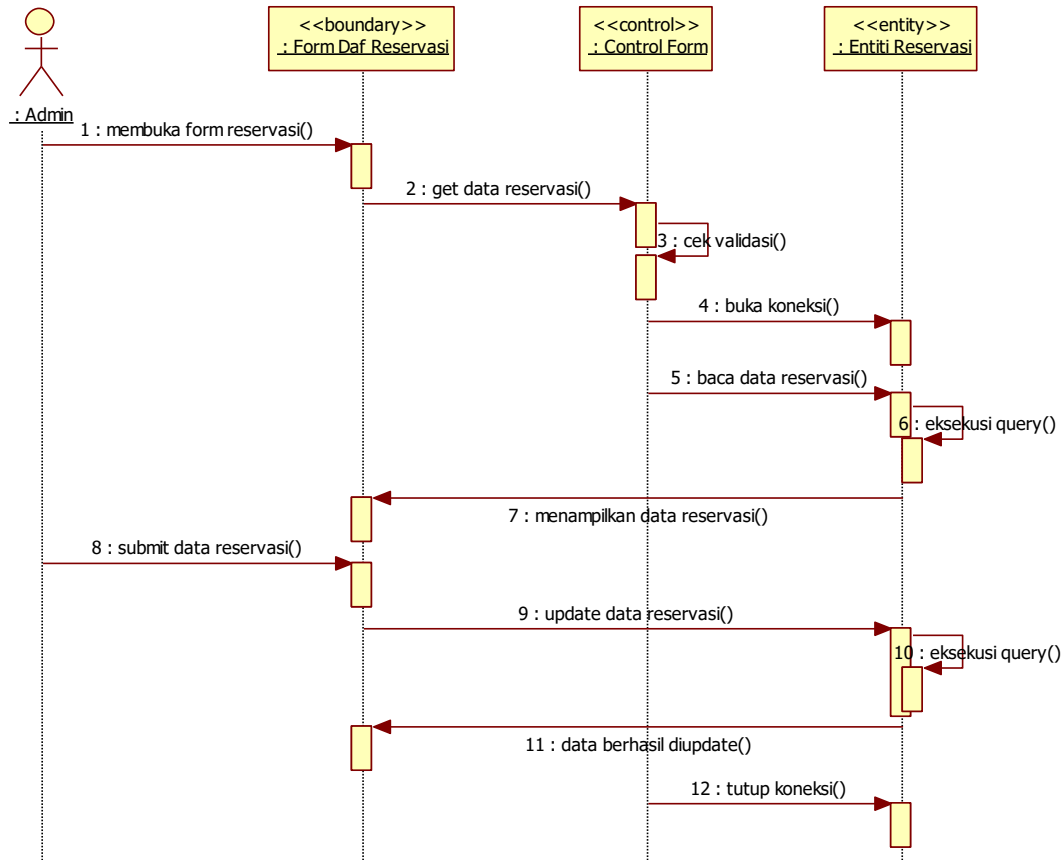 <<boundary>>
: Form Daf Reservasi
<<control>>
: Control Form
<<entity>>
: Entiti Reservasi
: Admin
1 : membuka form reservasi()
2 : get data reservasi()
3 : cek validasi()
4 : buka koneksi()
5 : baca data reservasi()
6 : eksekusi query()
7 : menampilkan data reservasi()
8 : submit data reservasi()
9 : update data reservasi()
10 : eksekusi query()
11 : data berhasil diupdate()
12 : tutup koneksi()